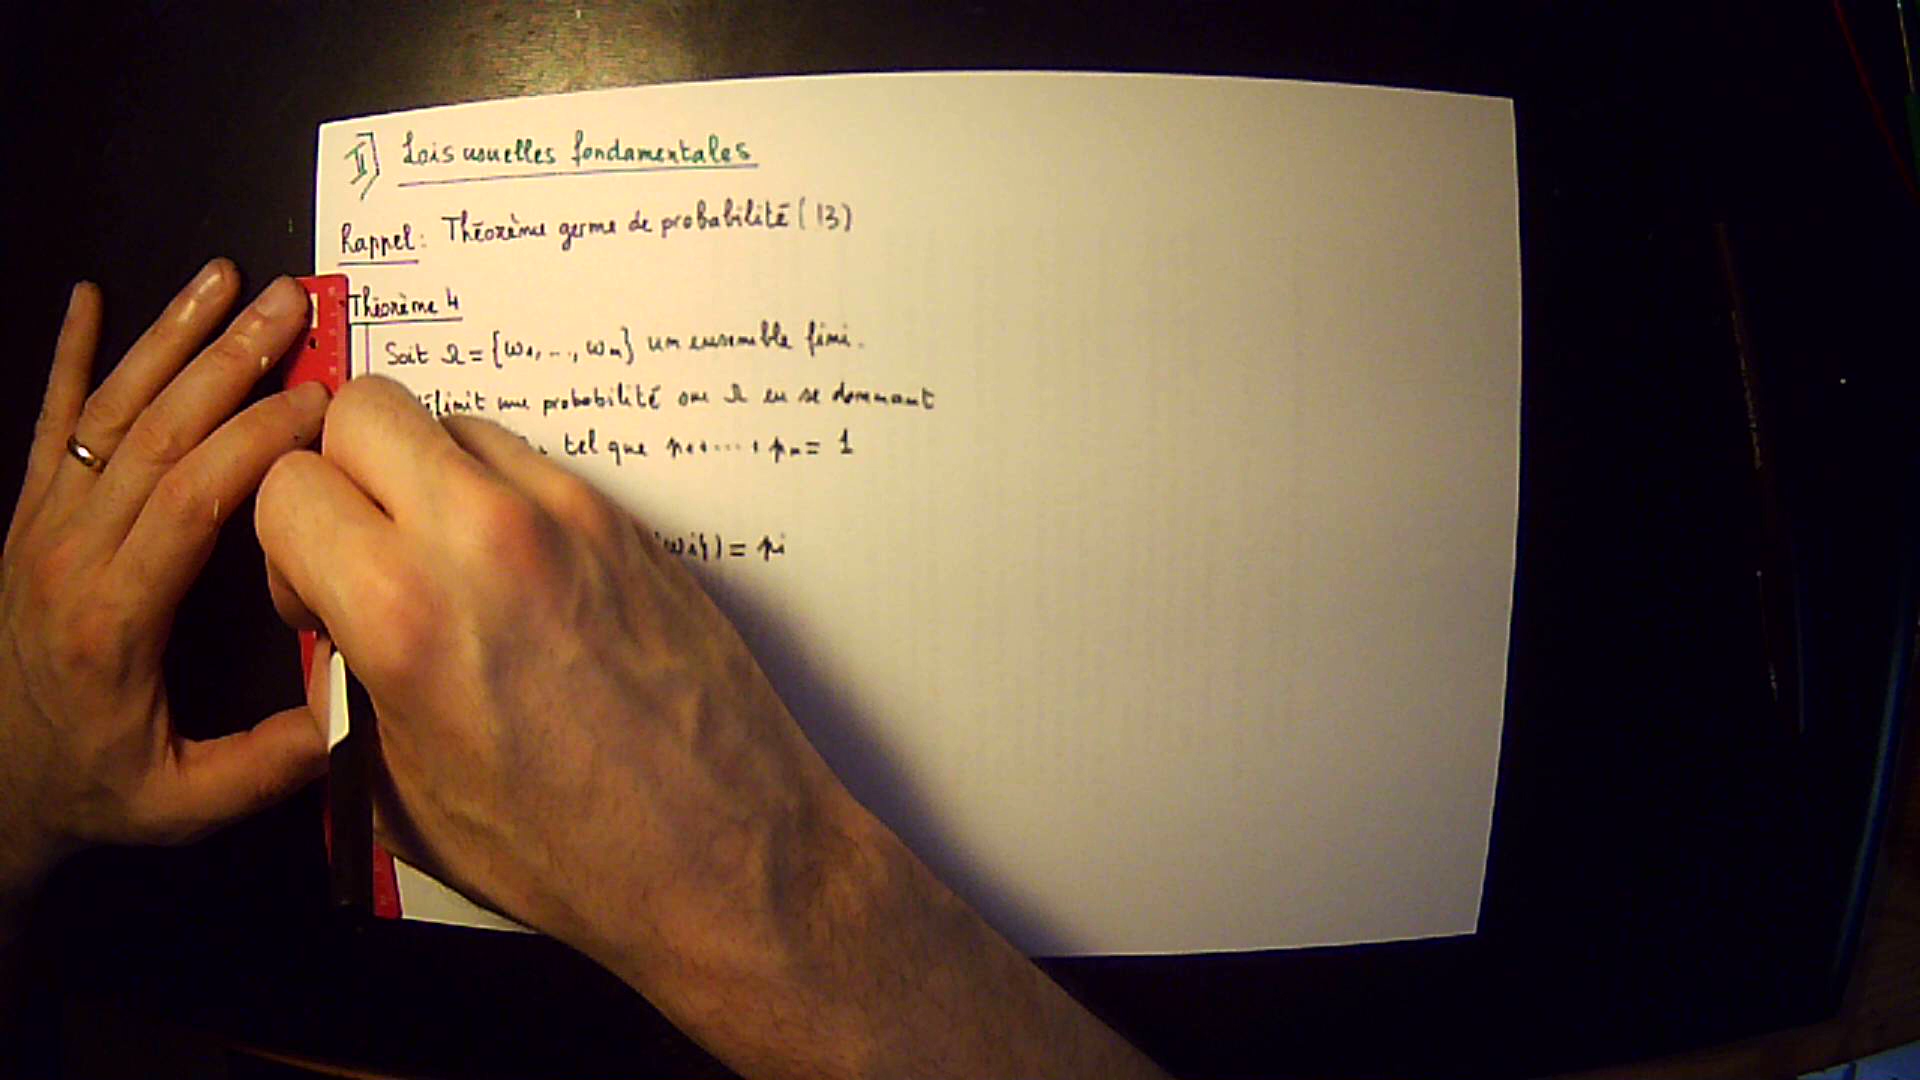 II) Lois usuelles fondamentales
Rappel : Théorème germe de probabilité (13)
Théorème 4
Soit Ω = {ω₁, ..., ωₙ} un ensemble fini.
définit une probabilité sur Ω en se donnant
tel que p₁+...+pₙ = 1
ωi}) = pi